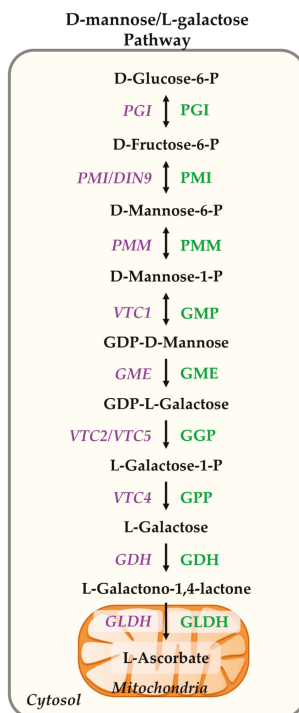 D-mannose/L-galactose
Pathway
D-Glucose-6-P
PGI PGI
D-Fructose-6-P
PMI/DIN9 PMI
D-Mannose-6-P
PMM PMM
D-Mannose-1-P
VTC1 GMP
GDP-D-Mannose
GME GME
GDP-L-Galactose
VTC2/VTC5 GGP
L-Galactose-1-P
VTC4 GPP
L-Galactose
GDH GDH
L-Galactono-1,4-lactone
GLDH GLDH
L-Ascorbate
Mitochondria
Cytosol